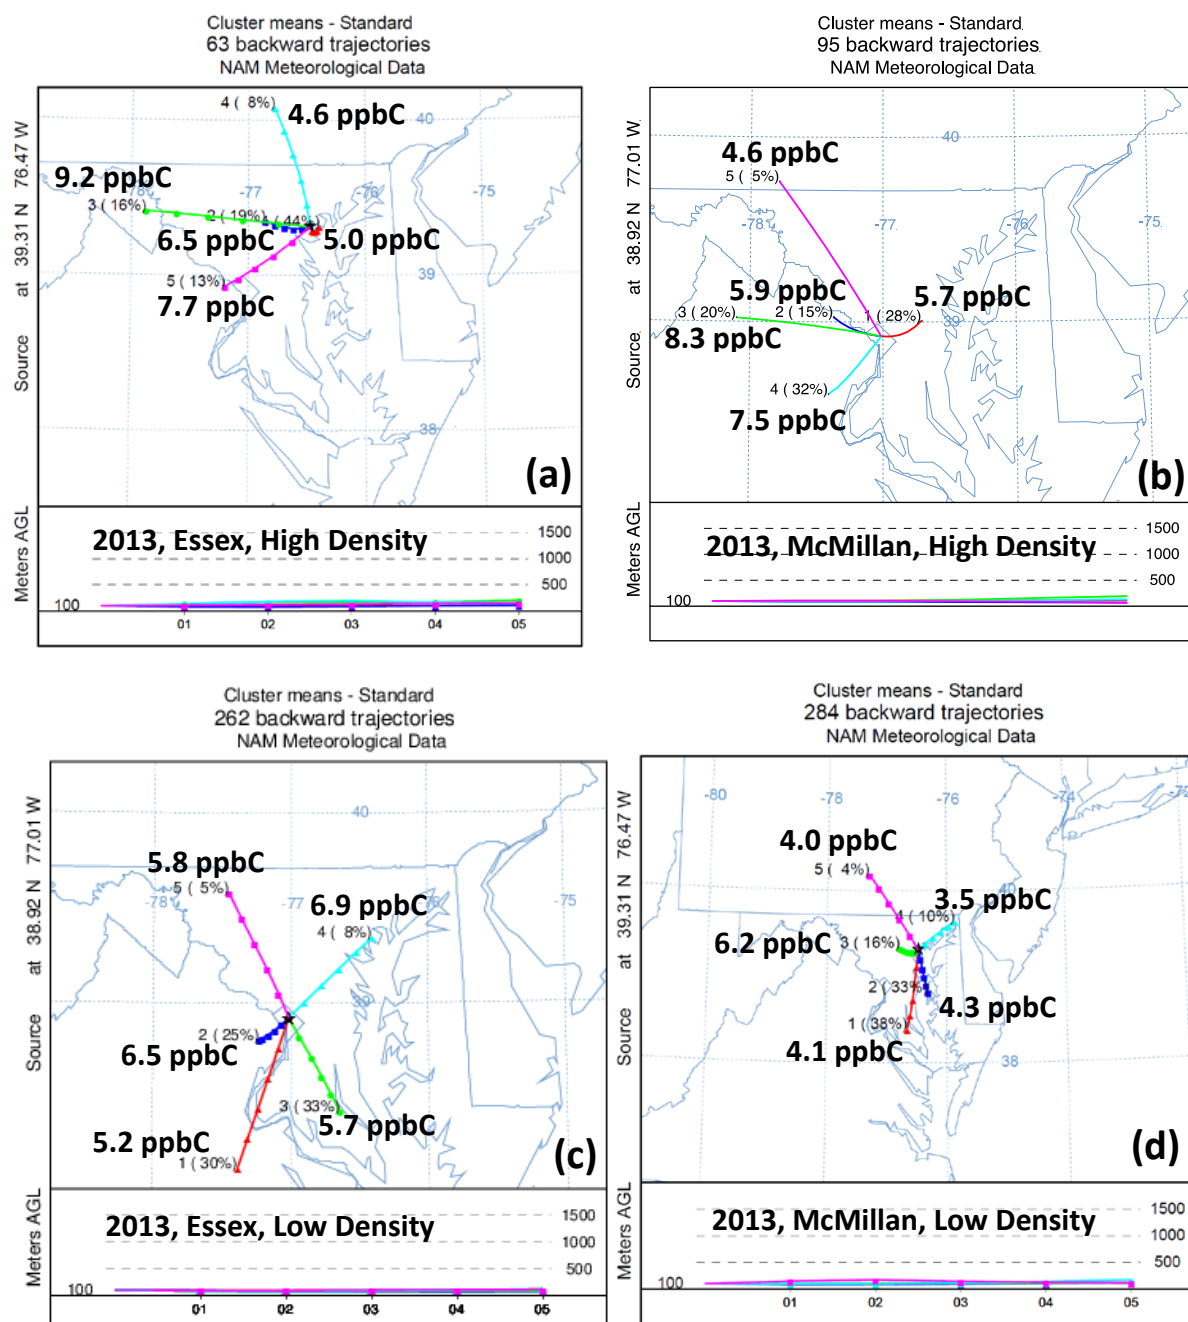 Cluster means - Standard
63 backward trajectories
NAM Meteorological Data
Source at 39.31 N 76.47 W
4 ( 8%)
4.6 ppbC
40
9.2 ppbC
-78
-77
-76
-75
3 (16%)
2 (19%)
1 (44%)
6.5 ppbC
5.0 ppbC
39
5 (13%)
7.7 ppbC
38
(a)
Meters AGL
2013, Essex, High Density
1500
1000
500
100
01 02 03 04 05
Cluster means - Standard
95 backward trajectories
NAM Meteorological Data
Source at 38.92 N 77.01 W
40
4.6 ppbC
5 ( 5%)
-78
-77
-76
-75
5.9 ppbC
5.7 ppbC
3 (20%)
2 (15%)
1 (28%)
39
8.3 ppbC
4 (32%)
7.5 ppbC
38
(b)
Meters AGL
1500
2013, McMillan, High Density
1000
500
100
Cluster means - Standard
262 backward trajectories
NAM Meteorological Data
Source at 38.92 N 77.01 W
40
5.8 ppbC
5 ( 5%)
-78
-77
-76
-75
6.9 ppbC
4 ( 8%)
39
2 (25%)
6.5 ppbC
3 (33%)
5.7 ppbC
5.2 ppbC
1 (30%)
(c)
Meters AGL
2013, Essex, Low Density
1500
1000
500
100
01 02 03 04 05
Cluster means - Standard
284 backward trajectories
NAM Meteorological Data
Source at 39.31 N 76.47 W
-80
-78
-76
-74
4.0 ppbC
5 ( 4%)
40
3.5 ppbC
4 (10%)
6.2 ppbC
3 (16%)
2 (33%)
4.3 ppbC
1 (38%)
4.1 ppbC
38
(d)
Meters AGL
2013, McMillan, Low Density
1500
1000
500
100
01 02 03 04 05